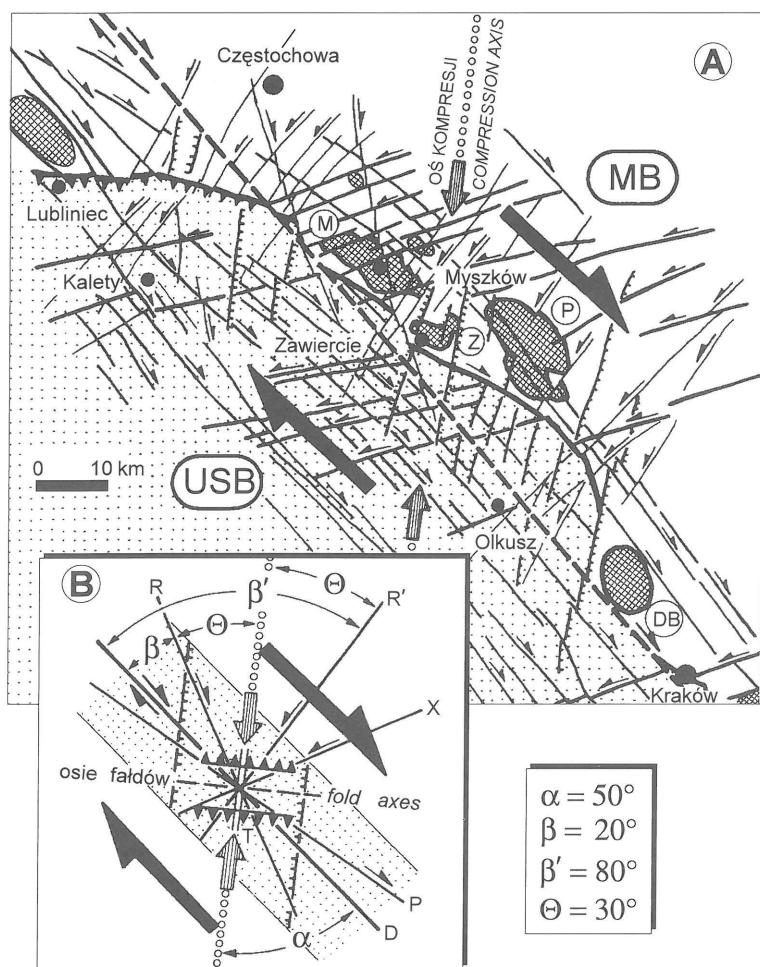 Częstochowa
A
OŚ KOMPRESJI
COMPRESSION AXIS
MB
Lubliniec
M
Kalety
Myszków
P
Zawiercie
Z
0 10 km
USB
Olkusz
DB
Kraków
B
R
β′
Θ
R′
β
Θ
X
osie fałdów
fold axes
T
P
D
α
α = 50°
β = 20°
β′ = 80°
Θ = 30°